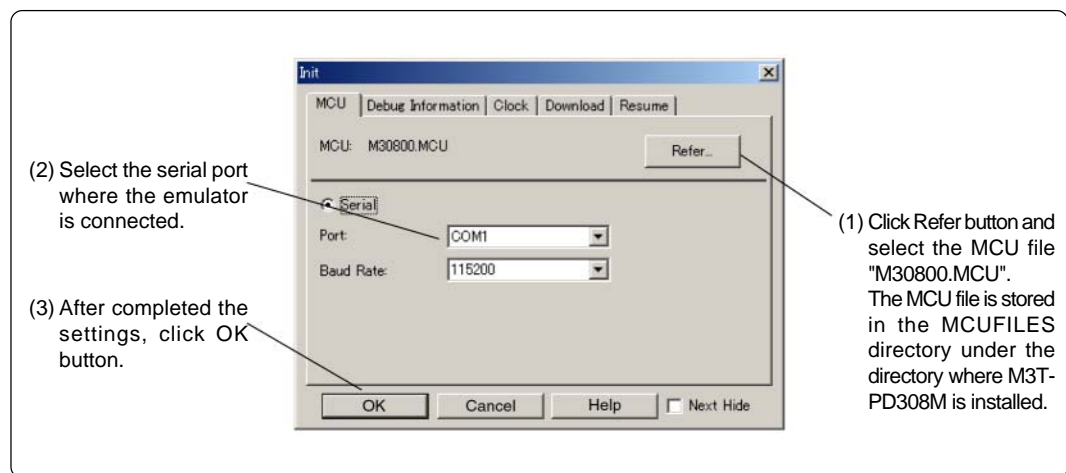 Init
MCU Debug Information Clock Download Resume
MCU: M30800.MCU
Refer...
Serial
Port: COM1
Baud Rate: 115200
OK Cancel Help Next Hide
(1) Click Refer button and
select the MCU file
"M30800.MCU".
The MCU file is stored
in the MCUFILES
directory under the
directory where M3T-
PD308M is installed.
(2) Select the serial port
where the emulator
is connected.
(3) After completed the
settings, click OK
button.